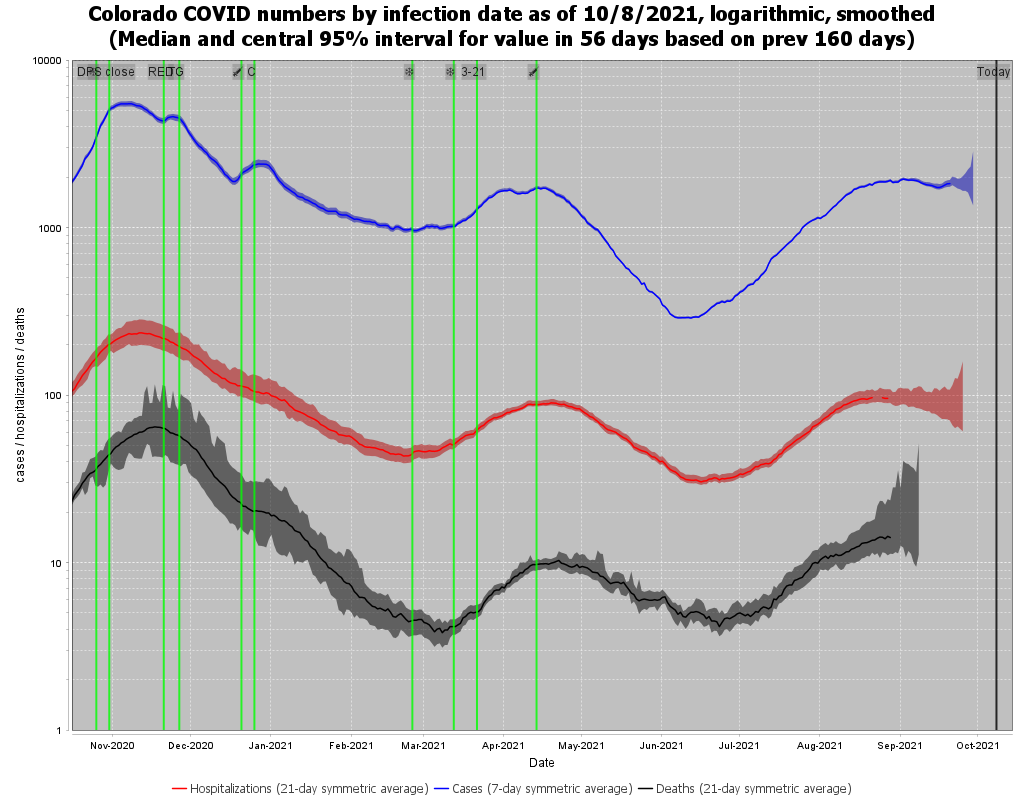 Colorado COVID numbers by infection date as of 10/8/2021, logarithmic, smoothed
(Median and central 95% interval for value in 56 days based on prev 160 days)
10000
1000
100
10
1
cases / hospitalizations / deaths
close
C
3-21
Today
Nov-2020
Dec-2020
Jan-2021
Feb-2021
Mar-2021
Apr-2021
May-2021
Jun-2021
Jul-2021
Aug-2021
Sep-2021
Oct-2021
Date
Hospitalizations (21-day symmetric average)
Cases (7-day symmetric average)
Deaths (21-day symmetric average)